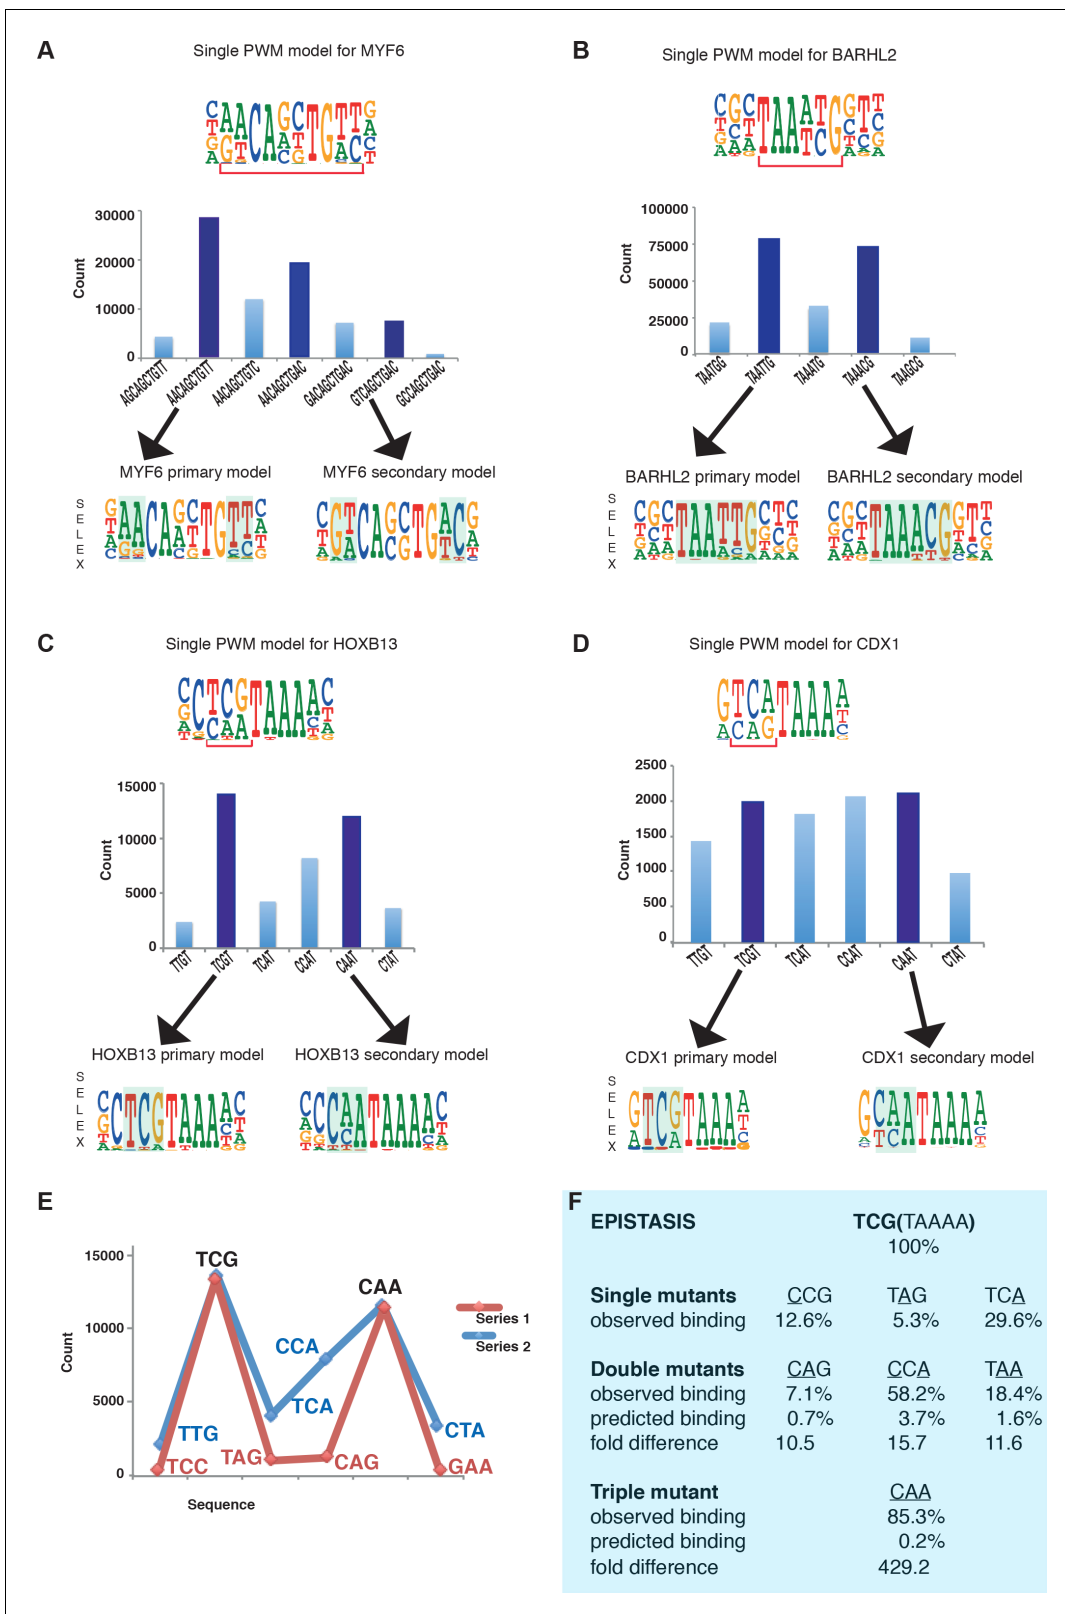 A
Single PWM model for MYF6
Count
30000
20000
10000
0
AGCAGCTGTT
AACAGCTGTT
AACAGCTGTC
AACAGCTGAC
GACAGCTGAC
GTCAGCTGAC
GCCAGCTGAC
MYF6 primary model
MYF6 secondary model
SELEX
B
Single PWM model for BARHL2
Count
100000
75000
50000
25000
0
TAATGG
TAATTG
TAAATG
TAAACG
TAAGCG
BARHL2 primary model
BARHL2 secondary model
SELEX
C
Single PWM model for HOXB13
Count
15000
10000
5000
0
TTGT
TCGT
TCAT
CCAT
CAAT
CTAT
HOXB13 primary model
HOXB13 secondary model
SELEX
D
Single PWM model for CDX1
Count
2500
2000
1500
1000
500
0
TTGT
TCGT
TCAT
CCAT
CAAT
CTAT
CDX1 primary model
CDX1 secondary model
SELEX
E
Count
15000
10000
5000
0
TCG
CAA
CCA
TCA
TTG
CTA
TCC
TAG
CAG
GAA
Series 1
Series 2
Sequence
F
EPISTASIS TCG(TAAAA)
100%
Single mutants CCG TAG TCA
observed binding 12.6% 5.3% 29.6%
Double mutants CAG CCA TAA
observed binding 7.1% 58.2% 18.4%
predicted binding 0.7% 3.7% 1.6%
fold difference 10.5 15.7 11.6
Triple mutant CAA
observed binding 85.3%
predicted binding 0.2%
fold difference 429.2